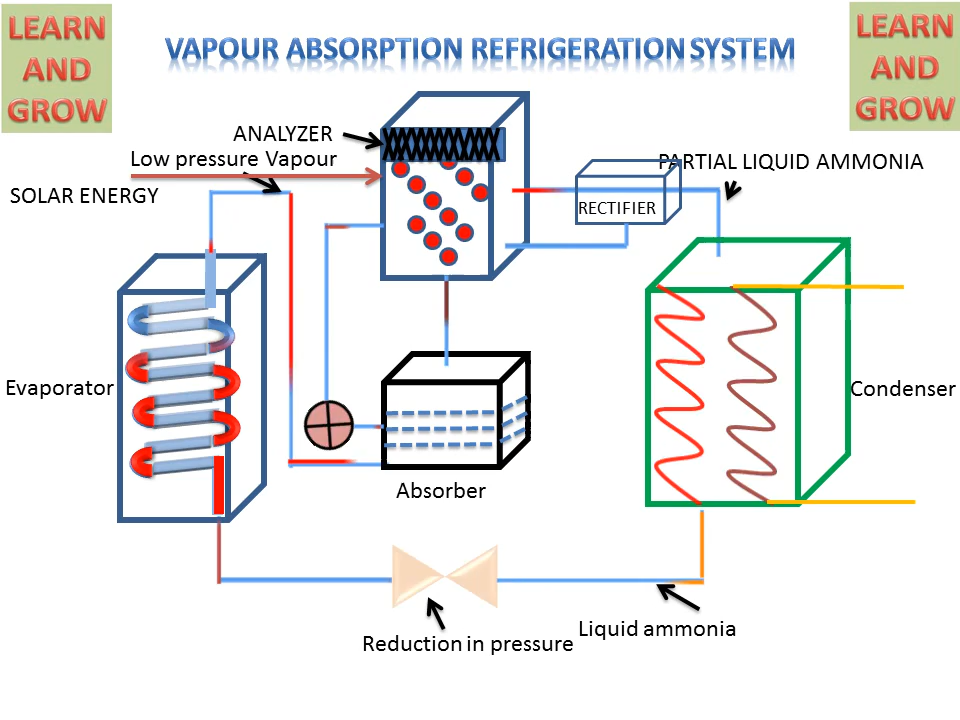 LEARN
AND
GROW
VAPOUR ABSORPTION REFRIGERATION SYSTEM
LEARN
AND
GROW
ANALYZER
Low pressure Vapour
PARTIAL LIQUID AMMONIA
SOLAR ENERGY
RECTIFIER
Evaporator
Condenser
Absorber
Liquid ammonia
Reduction in pressure